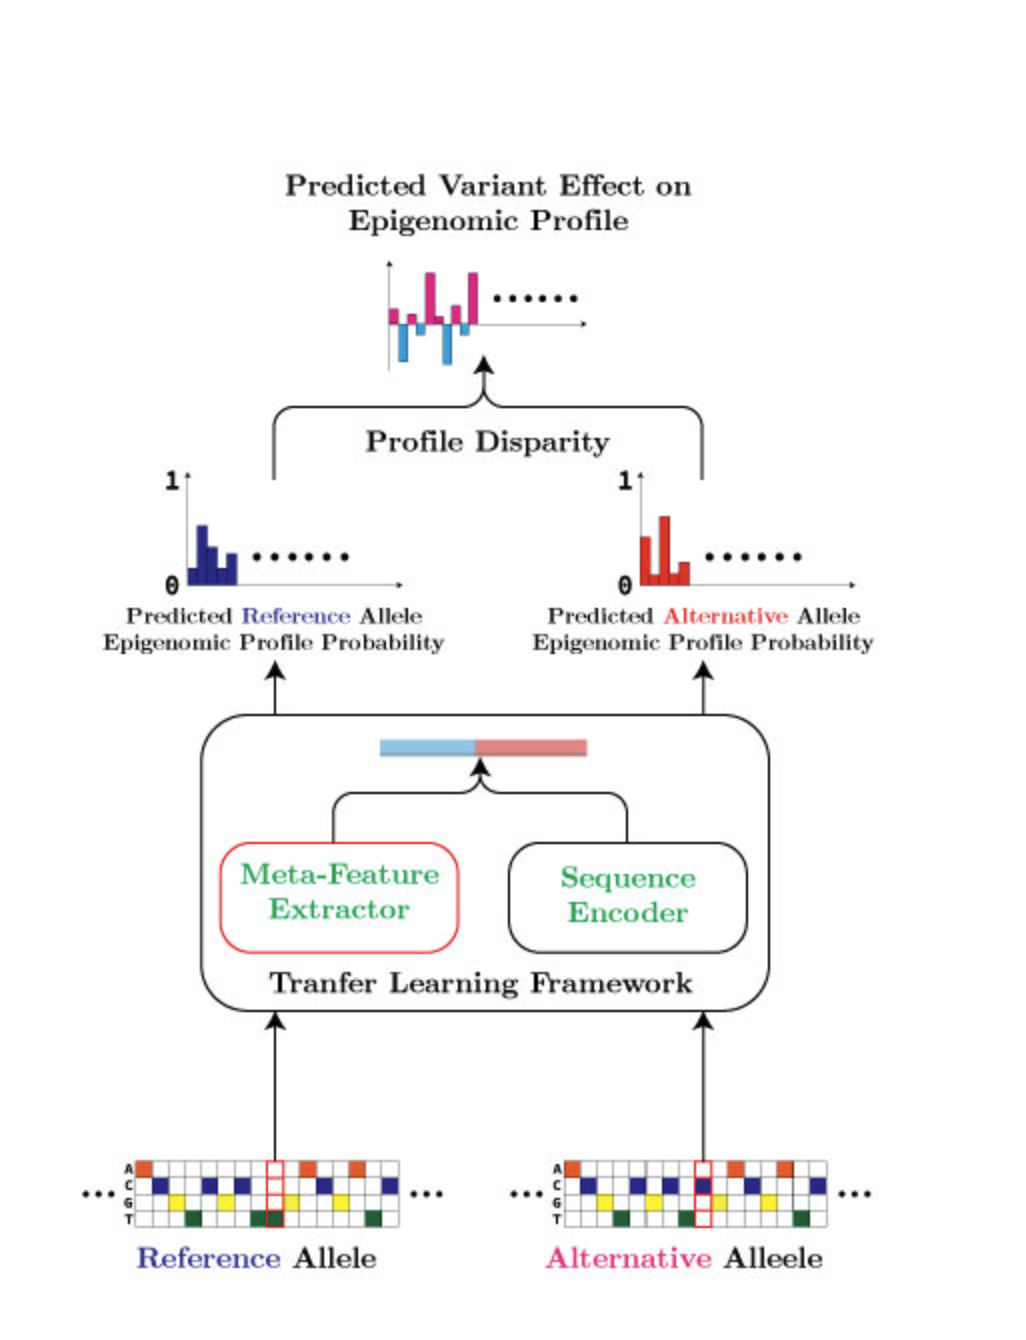 Predicted Variant Effect on
Epigenomic Profile
Profile Disparity
1
0
Predicted Reference Allele
Epigenomic Profile Probability
1
0
Predicted Alternative Allele
Epigenomic Profile Probability
Meta-Feature
Extractor
Sequence
Encoder
Tranfer Learning Framework
A
C
G
T
Reference Allele
A
C
G
T
Alternative Alleele